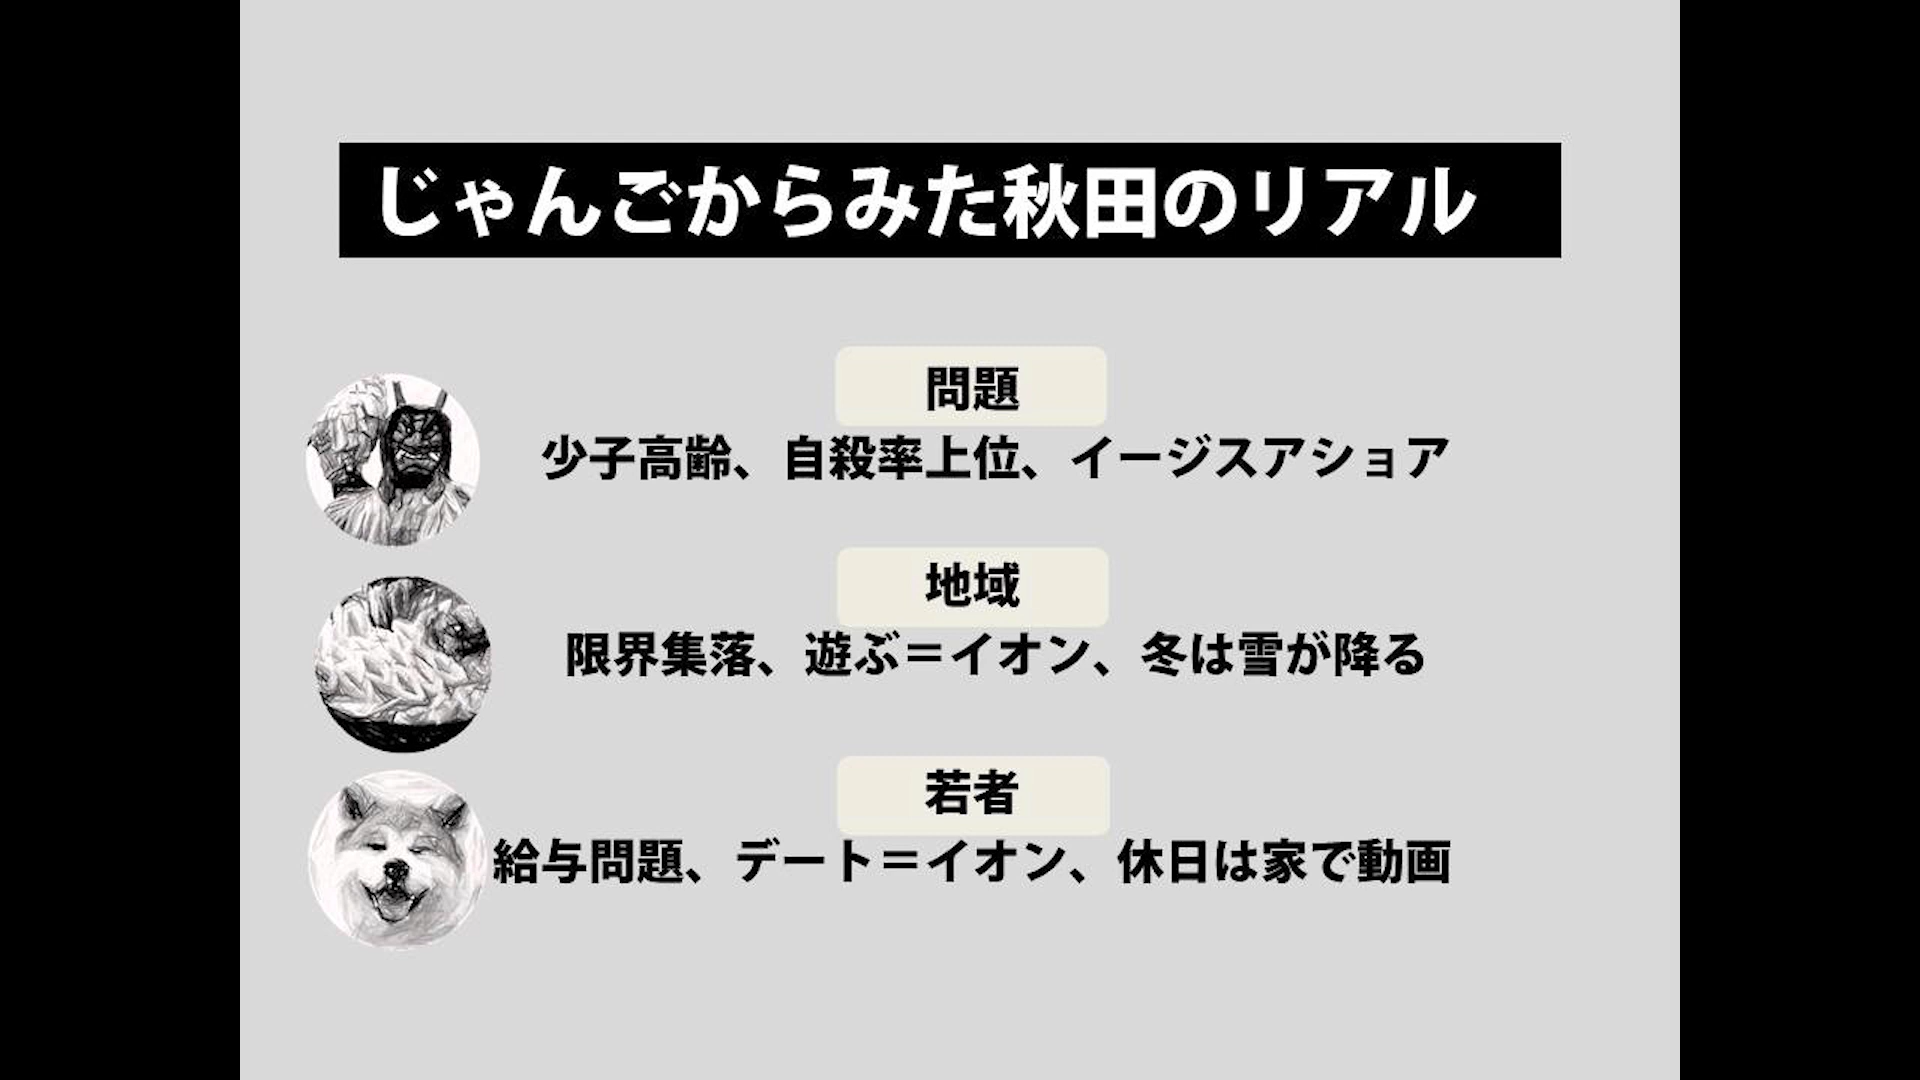 じゃんごからみた秋田のリアル
問題
少子高齢、自殺率上位、イージスアショア
地域
限界集落、遊ぶ＝イオン、冬は雪が降る
若者
給与問題、デート＝イオン、休日は家で動画